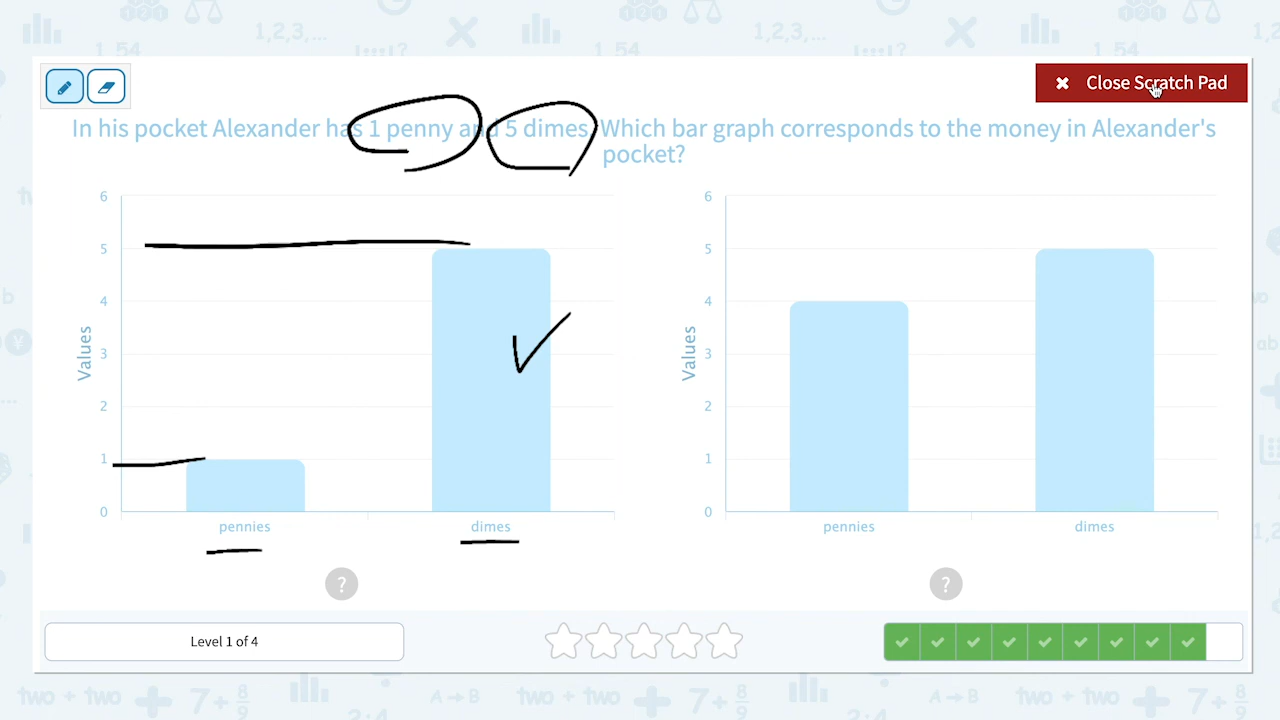 Close Scratch Pad
In his pocket Alexander has 1 penny and 5 dimes. Which bar graph corresponds to the money in Alexander's
pocket?
6
5
4
3
2
1
0
Values
pennies
dimes
6
5
4
3
2
1
0
Values
pennies
dimes
?
?
Level 1 of 4